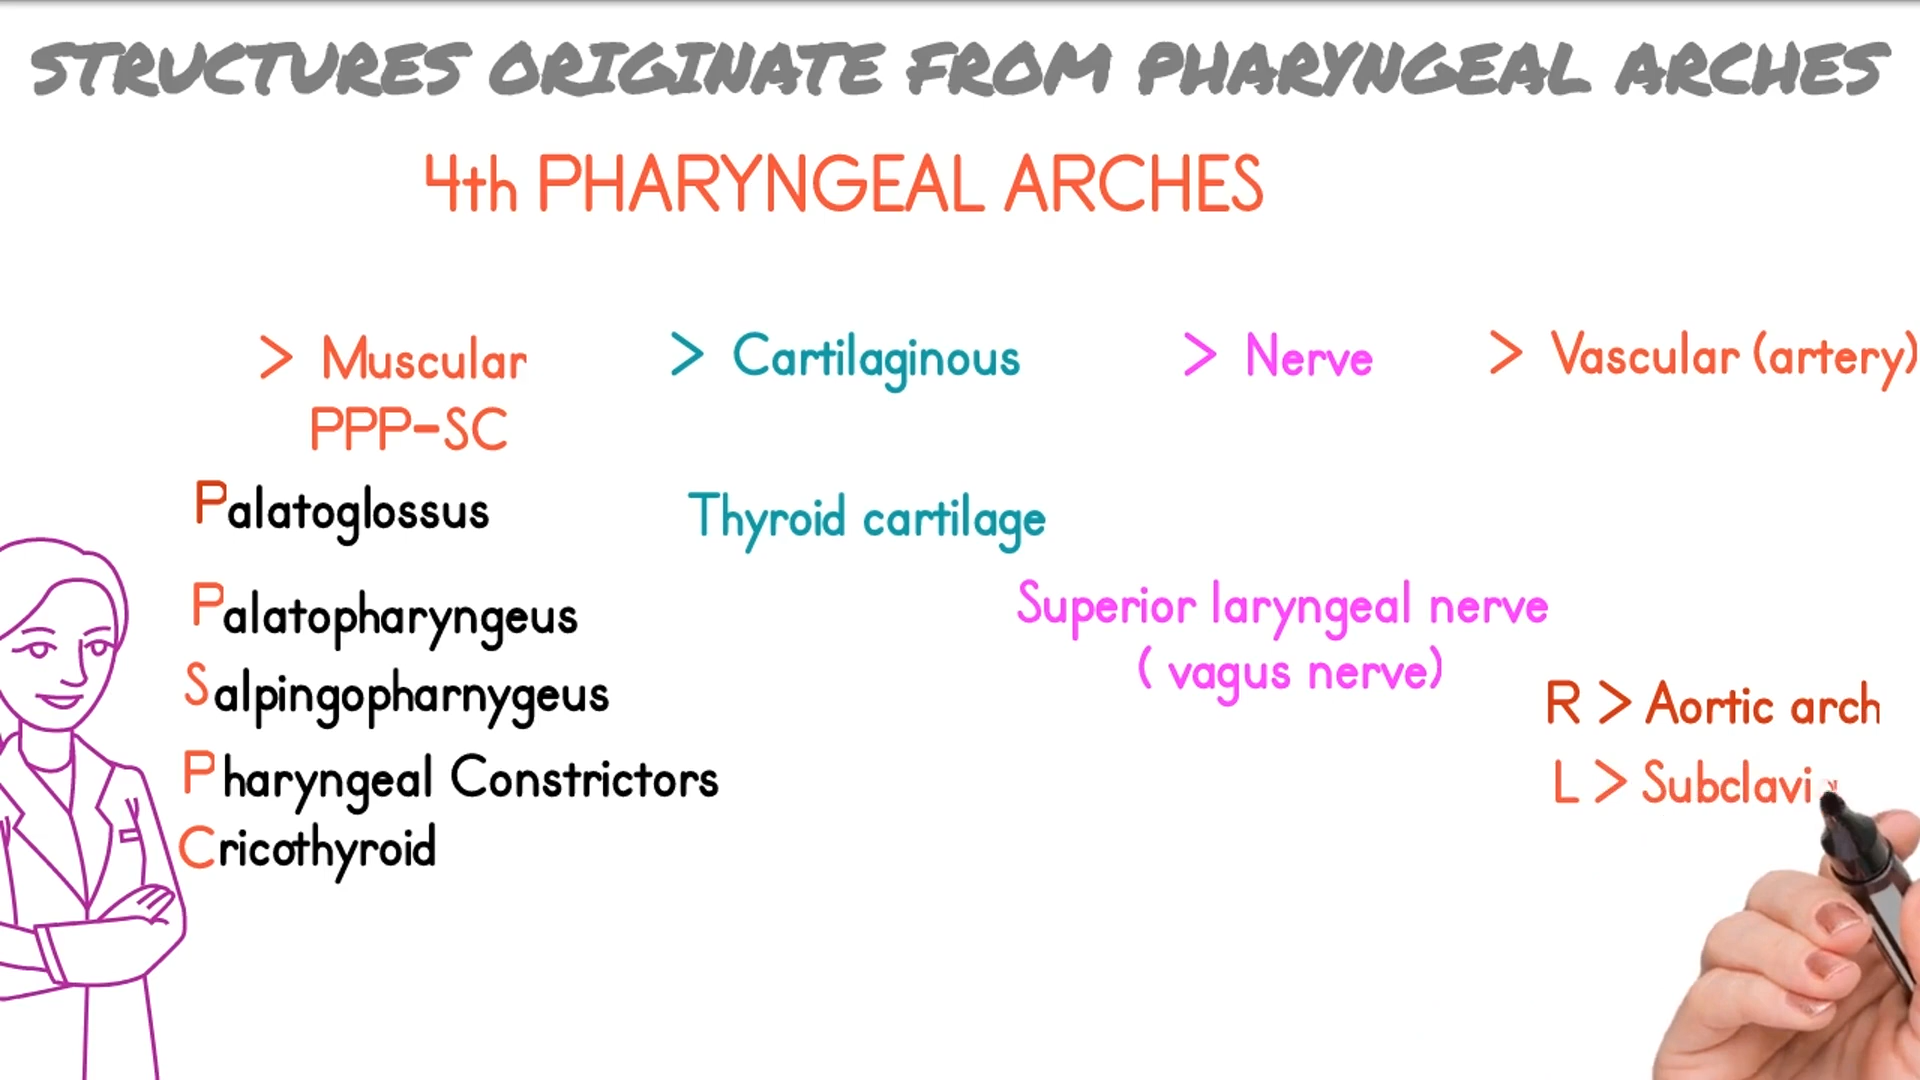 STRUCTURES ORIGINATE FROM PHARYNGEAL ARCHES
4th PHARYNGEAL ARCHES
> Muscular
PPP-SC
Palatoglossus
Palatopharyngeus
Salpingopharnygeus
Pharyngeal Constrictors
Cricothyroid
> Cartilaginous
Thyroid cartilage
> Nerve
Superior laryngeal nerve
( vagus nerve)
> Vascular (artery)
R > Aortic arch
L > Subclavi